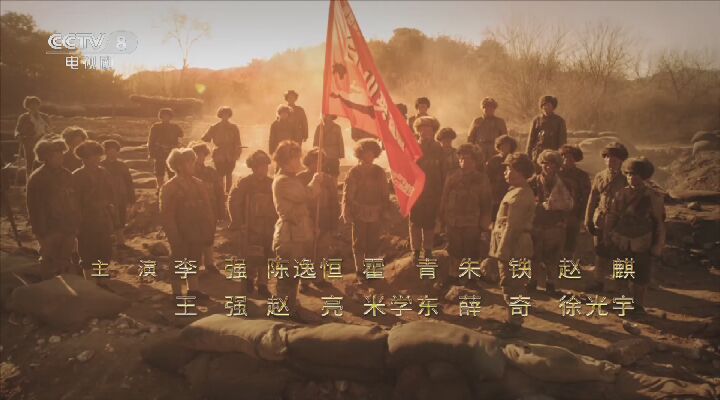 CCTV 8
电视剧
主 演 李 强 陈逸恒 霍 青 朱 铁 赵 麒
王 强 赵 亮 米学东 薛 奇 徐光宇